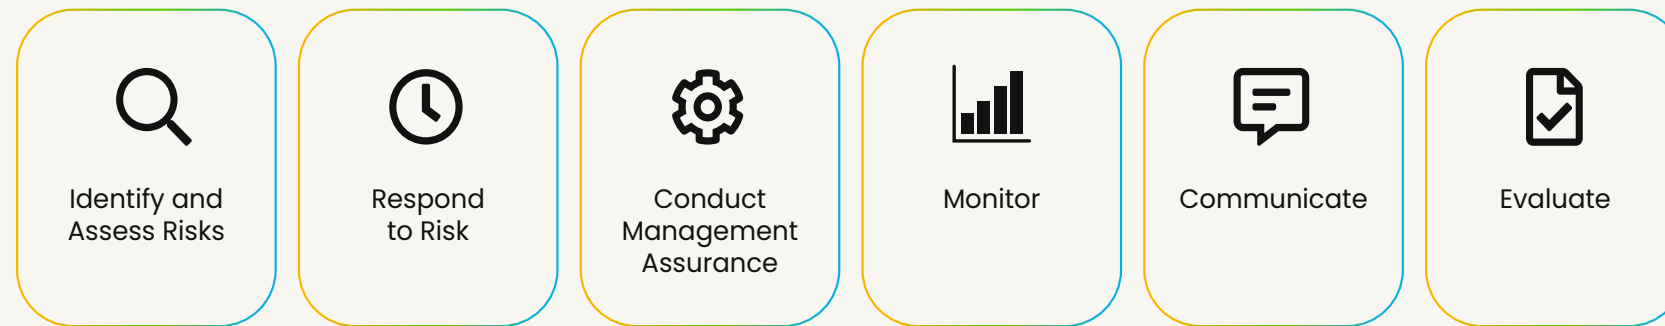 Identify and
Assess Risks
Respond
to Risk
Conduct
Management
Assurance
Monitor
Communicate
Evaluate